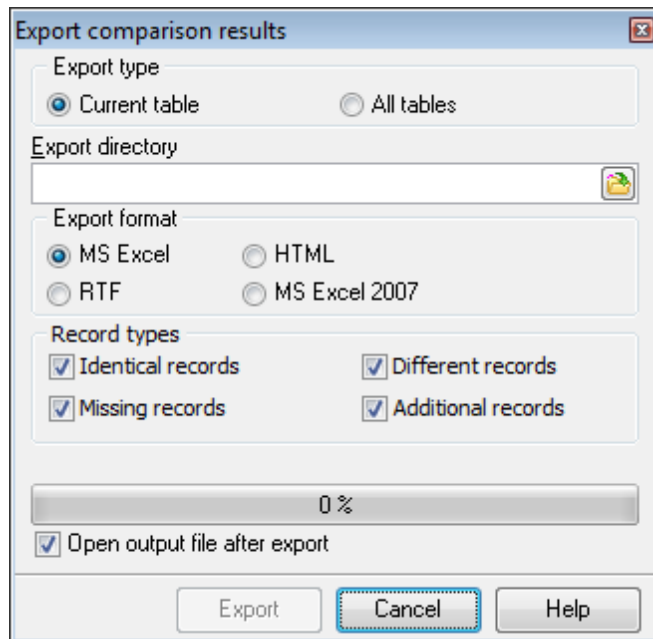 Export comparison results
Export type
Current table All tables
Export directory
Export format
MS Excel HTML
RTF MS Excel 2007
Record types
Identical records Different records
Missing records Additional records
0 %
Open output file after export
Export Cancel Help